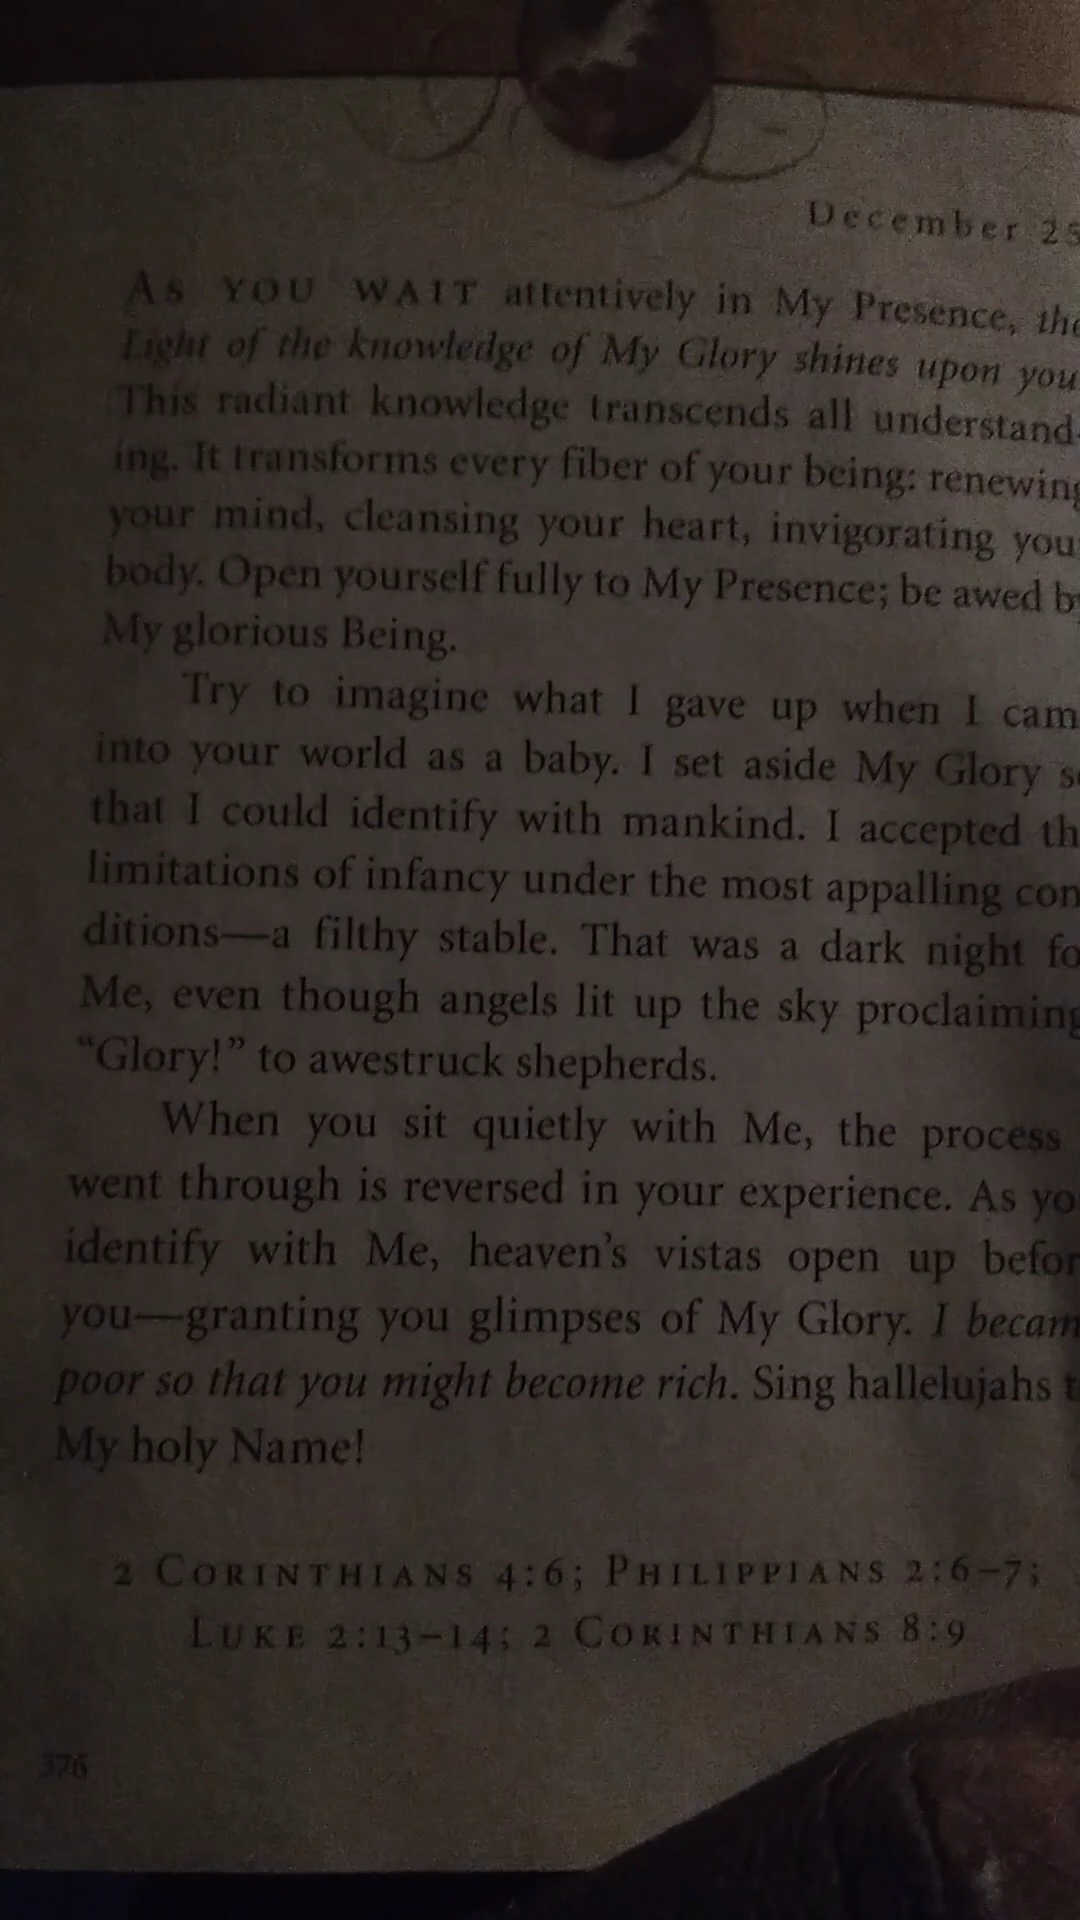 December 25
AS YOU WAIT attentively in My Presence, the
Light of the knowledge of My Glory shines upon you
This radiant knowledge transcends all understand-
ing. It transforms every fiber of your being: renewing
your mind, cleansing your heart, invigorating you
body. Open yourself fully to My Presence; be awed b
My glorious Being.
Try to imagine what I gave up when I cam
into your world as a baby. I set aside My Glory s
that I could identify with mankind. I accepted th
limitations of infancy under the most appalling con
ditions—a filthy stable. That was a dark night fo
Me, even though angels lit up the sky proclaiming
“Glory!” to awestruck shepherds.
When you sit quietly with Me, the process
went through is reversed in your experience. As yo
identify with Me, heaven’s vistas open up befor
you—granting you glimpses of My Glory. I becam
poor so that you might become rich. Sing hallelujahs t
My holy Name!
2 CORINTHIANS 4:6; PHILIPPIANS 2:6–7;
LUKE 2:13–14; 2 CORINTHIANS 8:9
376